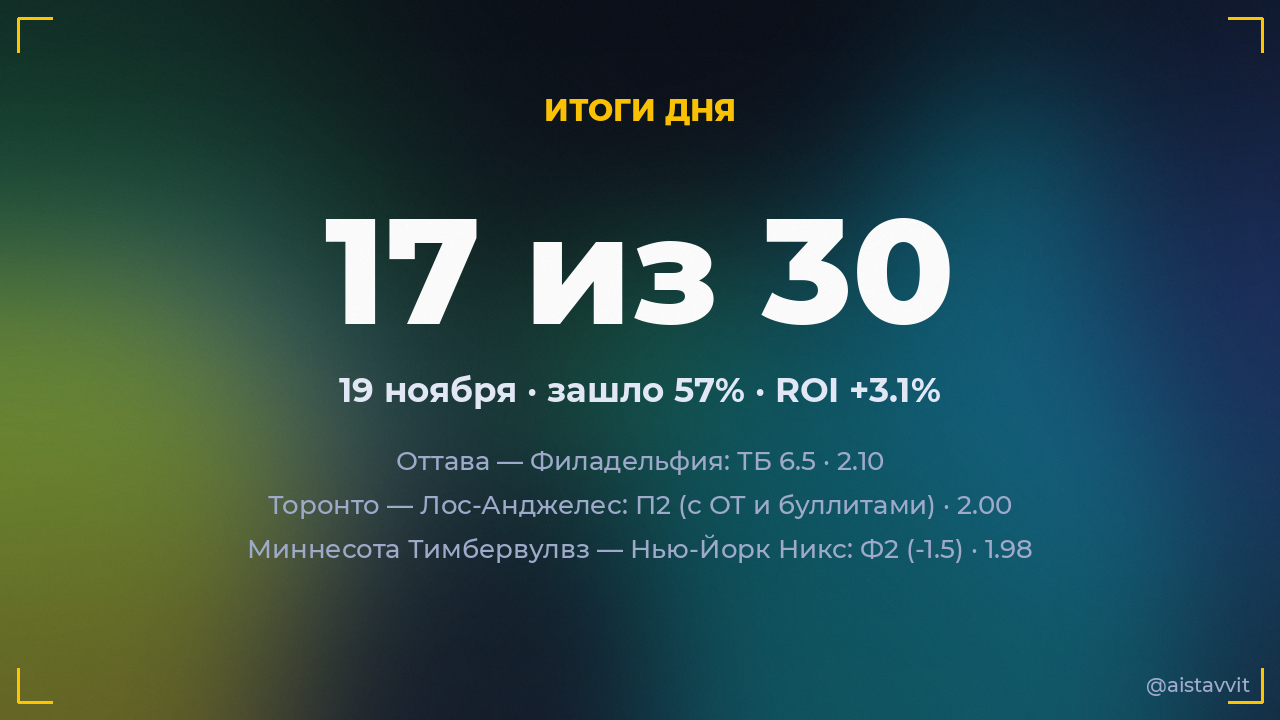 ИТОГИ ДНЯ
17 из 30
19 ноября · зашло 57% · ROI +3.1%
Оттава — Филадельфия: ТБ 6.5 · 2.10
Торонто — Лос-Анджелес: П2 (с ОТ и буллитами) · 2.00
Миннесота Тимбервулвз — Нью-Йорк Никс: Ф2 (-1.5) · 1.98
@aistavvit